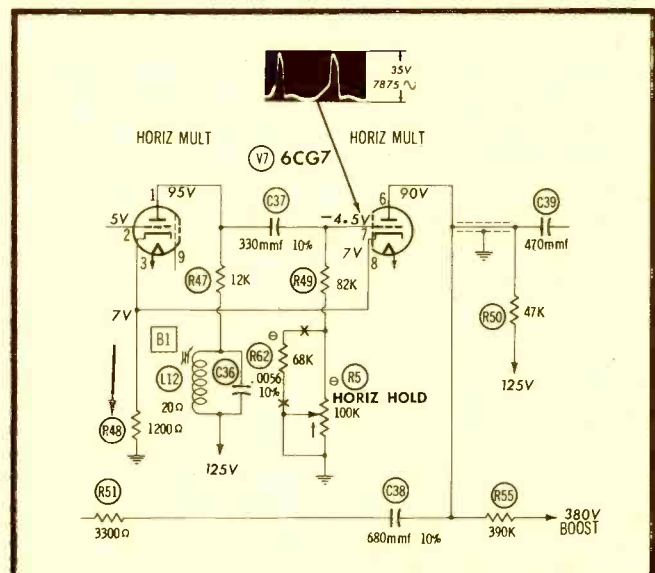 35V
7875 ∿
HORIZ MULT
HORIZ MULT
V7 6CG7
1 95V
6 90V
5V
2
3
9
C37
330mmf 10%
-4.5V
7
7V
8
C39
470mmf
R47 12K
R49 82K
R50 47K
7V
B1
L12
20Ω
C36
.0056
10%
R62
68K
R5
HORIZ HOLD
100K
R48
1200Ω
125V
125V
R51
3300Ω
C38
680mmf 10%
R55
390K
380V
BOOST